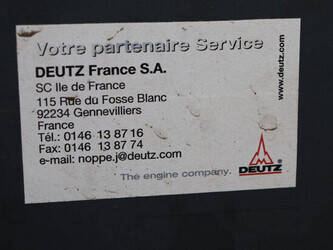 Votre partenaire Service
DEUTZ France S.A.
SC Ile de France
115 Rue du Fosse Blanc
92234 Gennevilliers
France
Tél.: 0146 13 87 16
Fax: 0146 13 87 74
e-mail: noppe.j@deutz.com
The engine company.
DEUTZ®
www.deutz.com